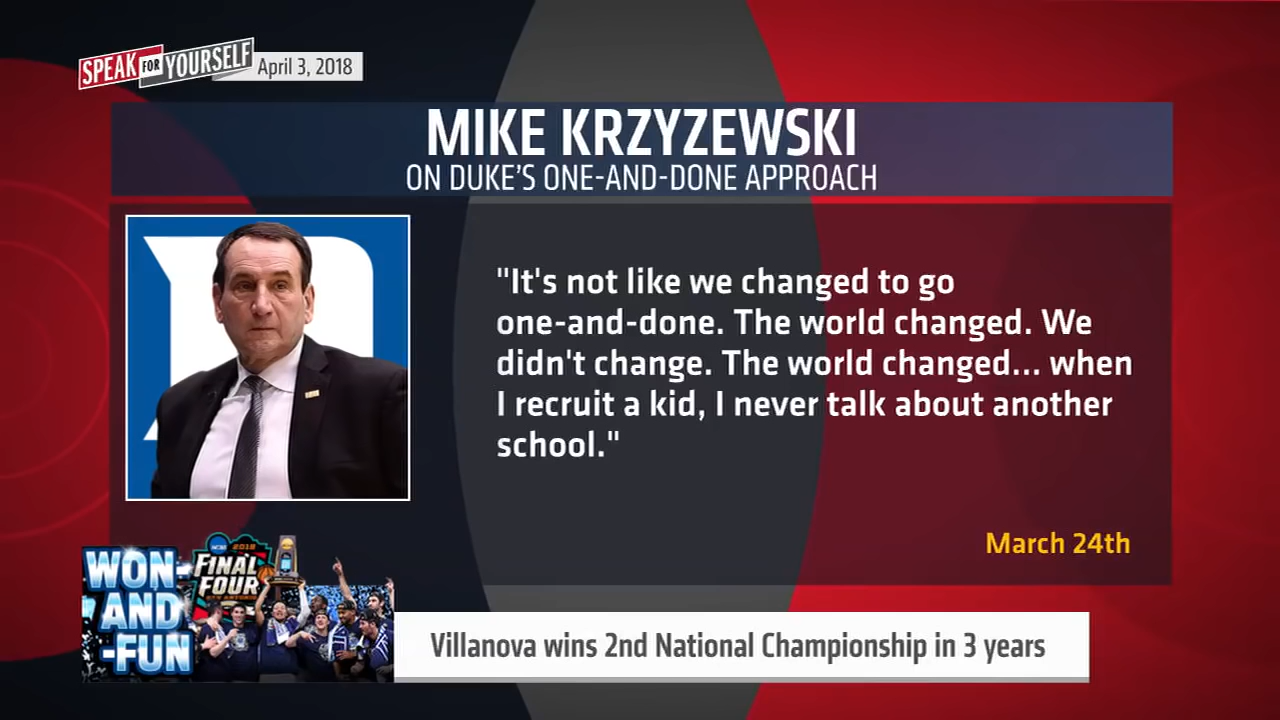 SPEAK FOR YOURSELF
April 3, 2018
MIKE KRZYZEWSKI
ON DUKE'S ONE-AND-DONE APPROACH
"It's not like we changed to go
one-and-done. The world changed. We
didn't change. The world changed... when
I recruit a kid, I never talk about another
school."
March 24th
WON-
AND
-FUN
NCAA 2018
FINAL
FOUR
SAN ANTONIO
Villanova wins 2nd National Championship in 3 years